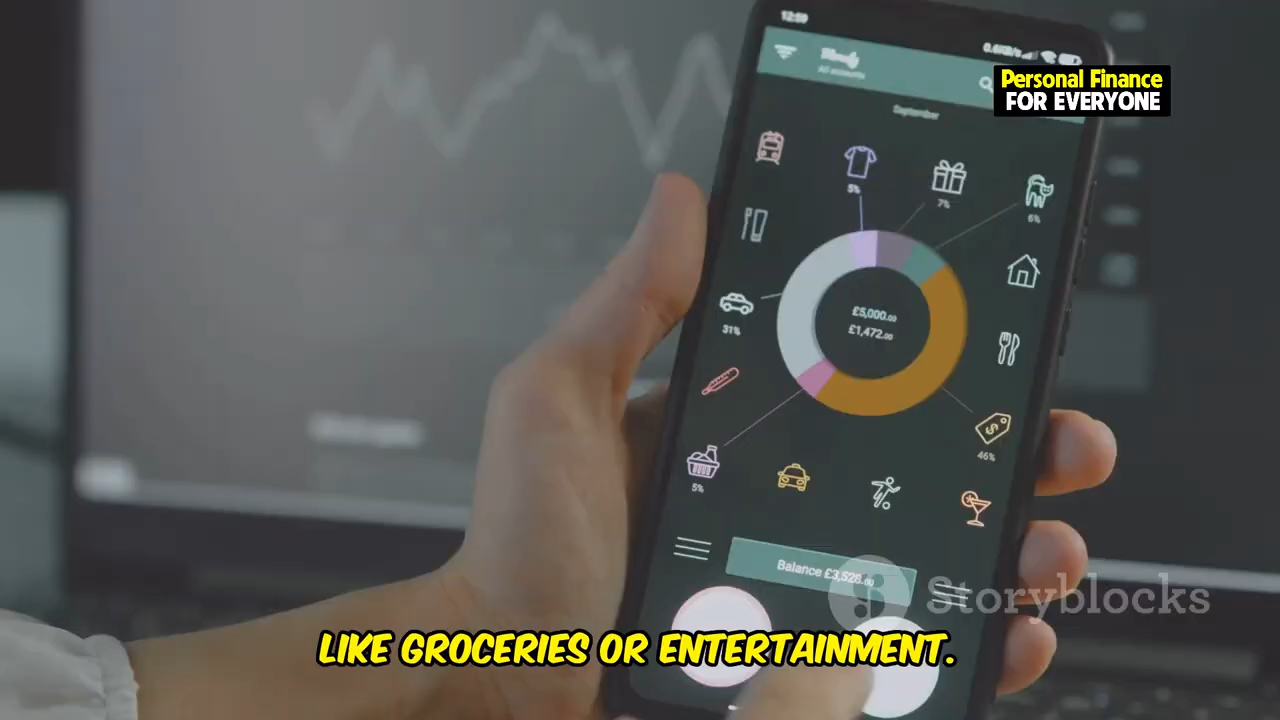 12:59
Personal Finance
FOR EVERYONE
All accounts
September
5%
7%
6%
£5,000.00
£1,472.00
31%
46%
5%
Balance £3,528.00
Storyblocks
LIKE GROCERIES OR ENTERTAINMENT.